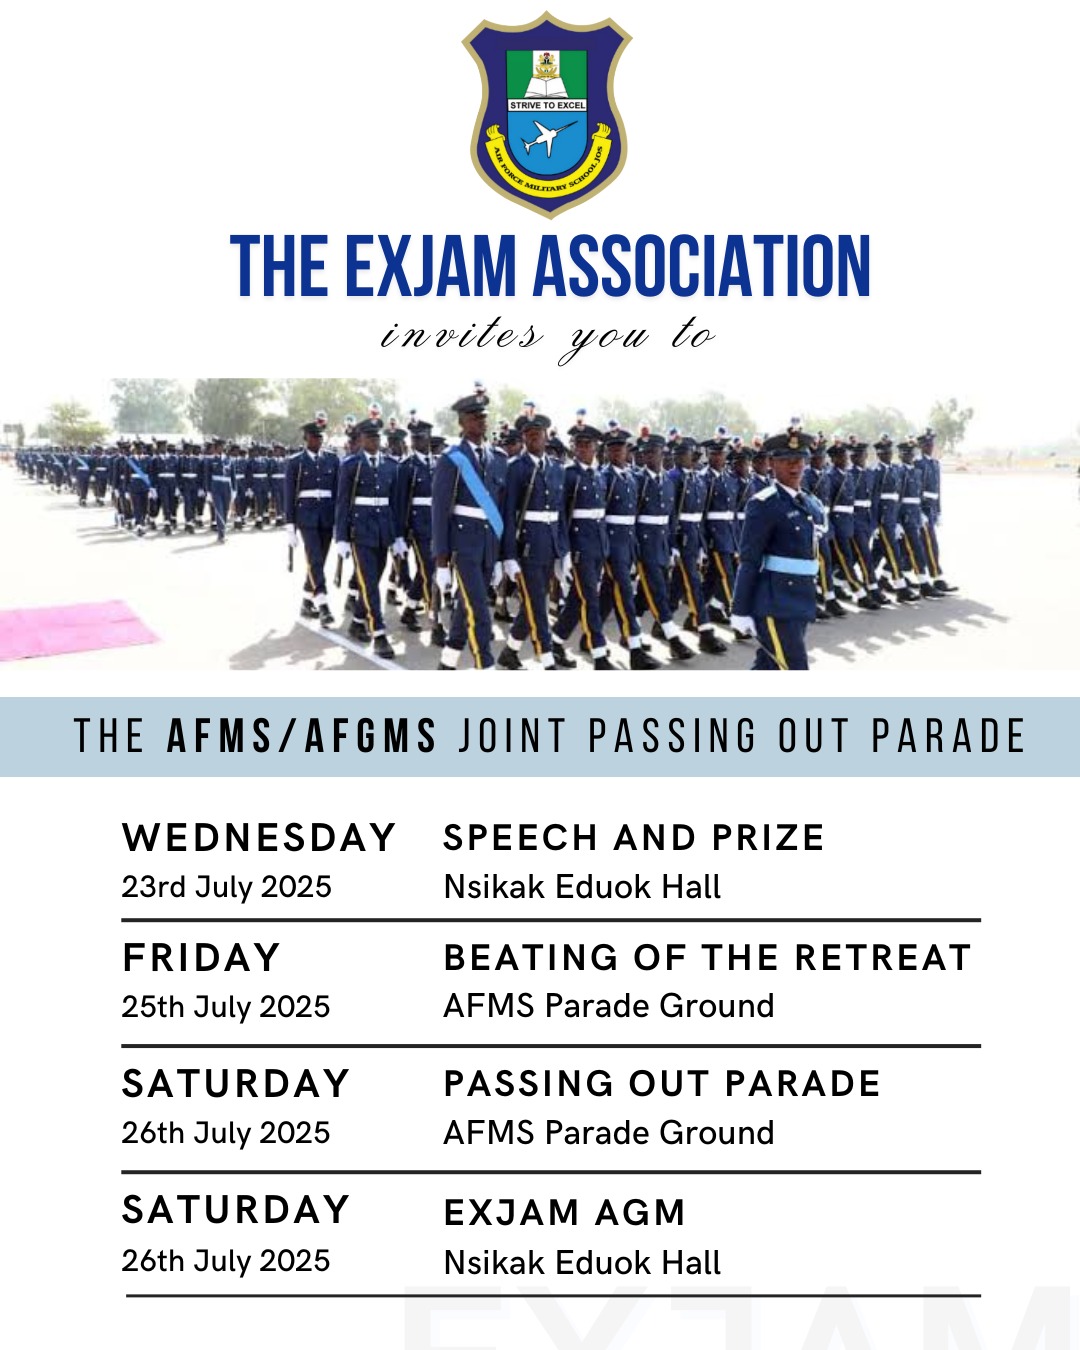 STRIVE TO EXCEL
AIR FORCE MILITARY SCHOOL JOS
THE EXJAM ASSOCIATION
invites you to
THE AFMS/AFGMS JOINT PASSING OUT PARADE
WEDNESDAY SPEECH AND PRIZE
23rd July 2025 Nsikak Eduok Hall
FRIDAY BEATING OF THE RETREAT
25th July 2025 AFMS Parade Ground
SATURDAY PASSING OUT PARADE
26th July 2025 AFMS Parade Ground
SATURDAY EXJAM AGM
26th July 2025 Nsikak Eduok Hall
EXJAM